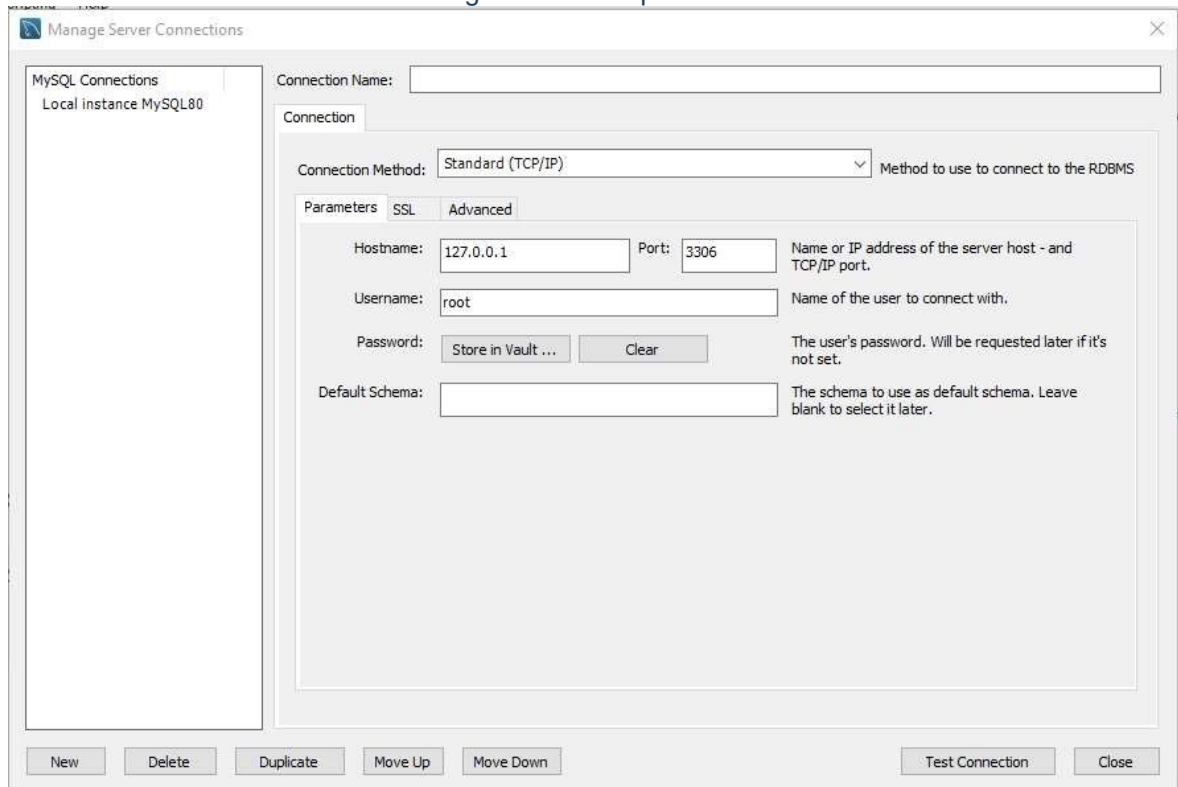 Manage Server Connections
MySQL Connections
Local instance MySQL80
Connection Name:
Connection
Connection Method: Standard (TCP/IP) Method to use to connect to the RDBMS
Parameters SSL Advanced
Hostname: 127.0.0.1 Port: 3306 Name or IP address of the server host - and
TCP/IP port.
Username: root Name of the user to connect with.
Password: Store in Vault ... Clear The user's password. Will be requested later if it's
not set.
Default Schema: The schema to use as default schema. Leave
blank to select it later.
New Delete Duplicate Move Up Move Down Test Connection Close